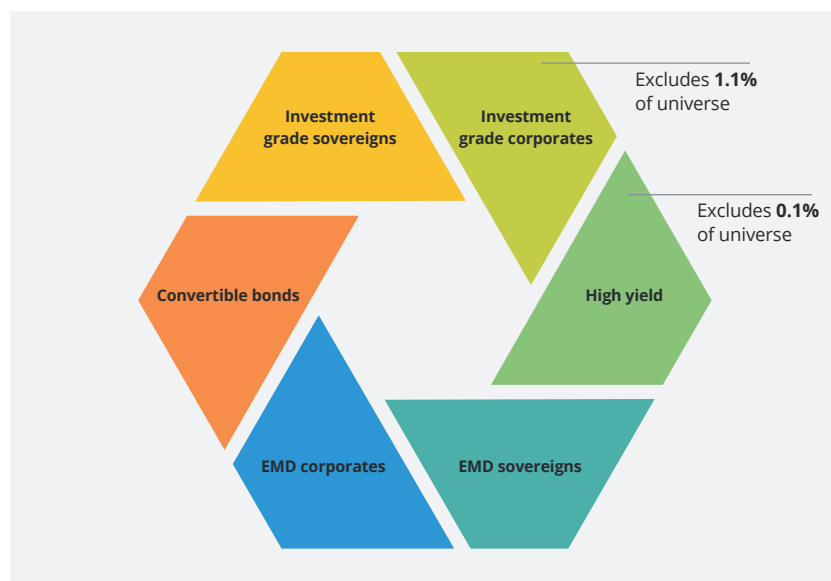 Investment
grade sovereigns
Investment
grade corporates
Excludes 1.1%
of universe
Excludes 0.1%
of universe
Convertible bonds
High yield
EMD corporates
EMD sovereigns